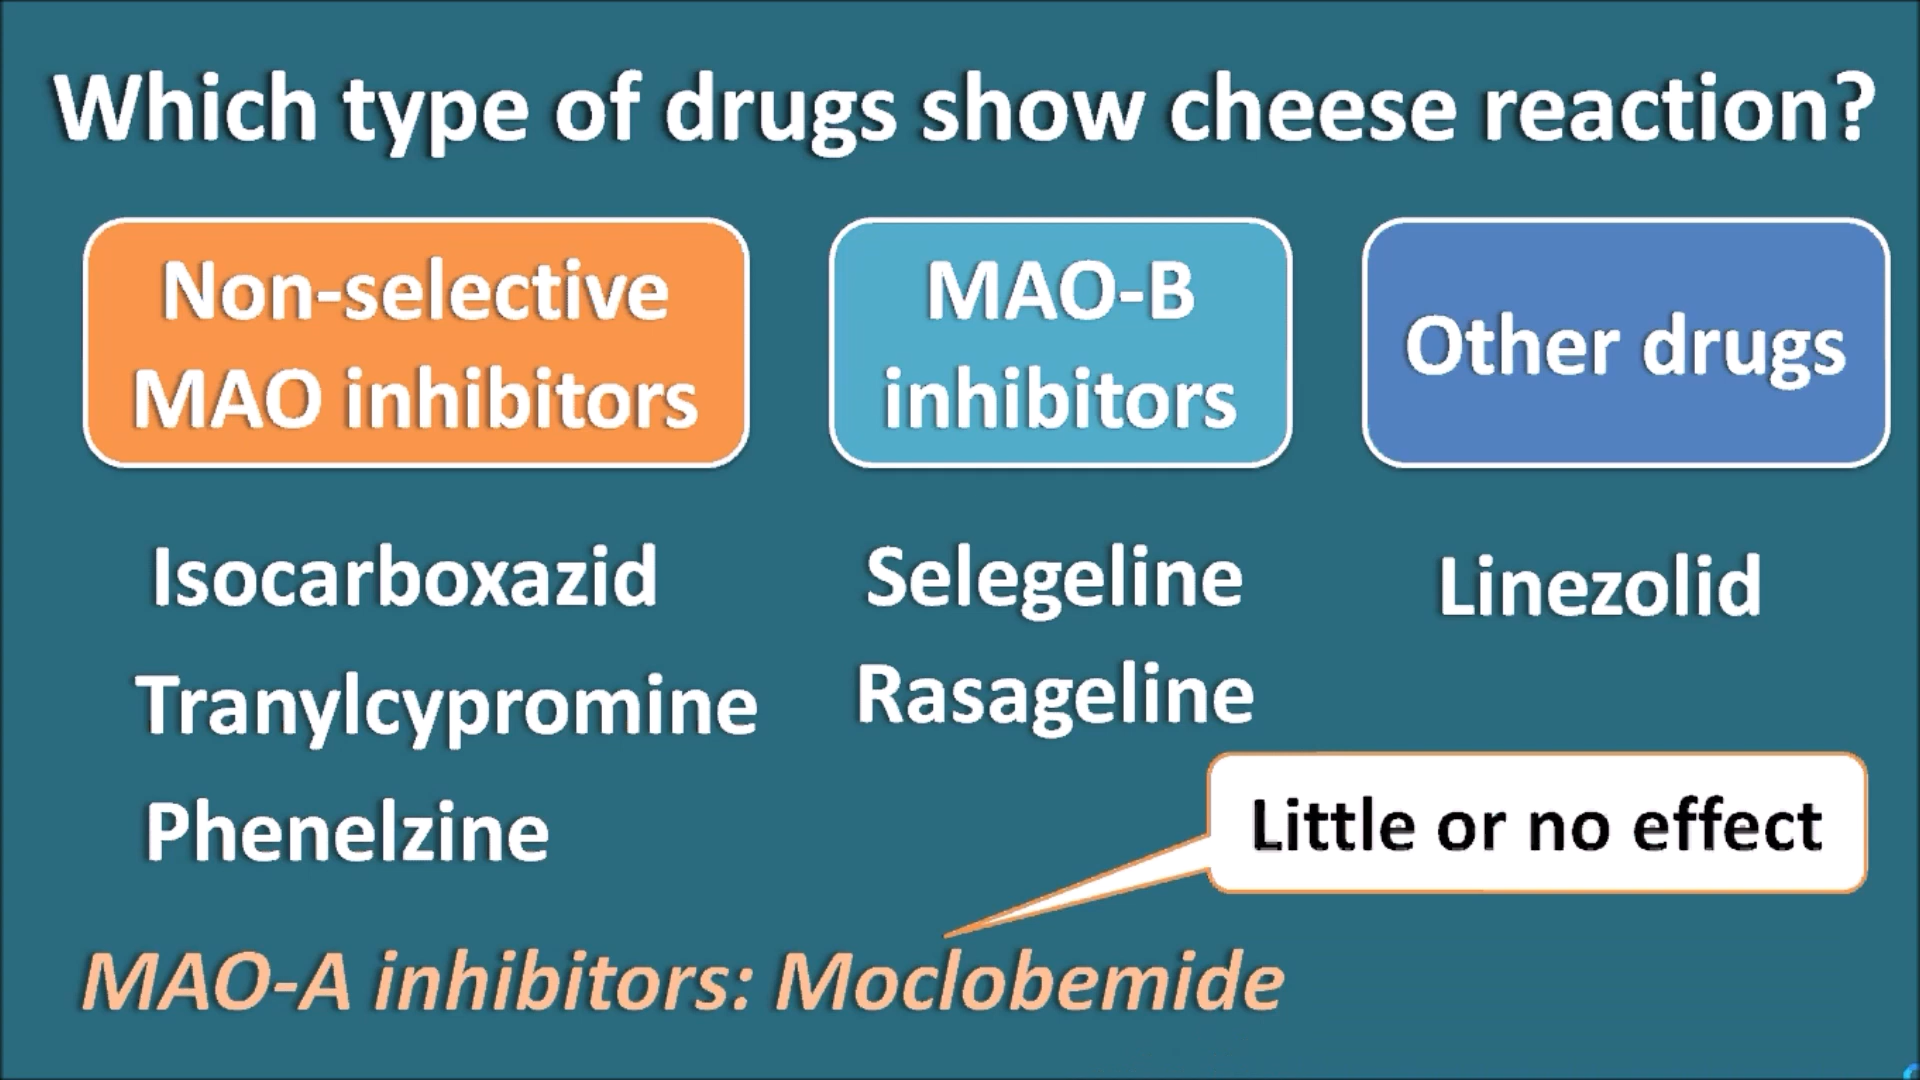 Which type of drugs show cheese reaction?
Non-selective
MAO inhibitors
MAO-B
inhibitors
Other drugs
Isocarboxazid
Tranylcypromine
Phenelzine
Selegeline
Rasageline
Linezolid
Little or no effect
MAO-A inhibitors: Moclobemide